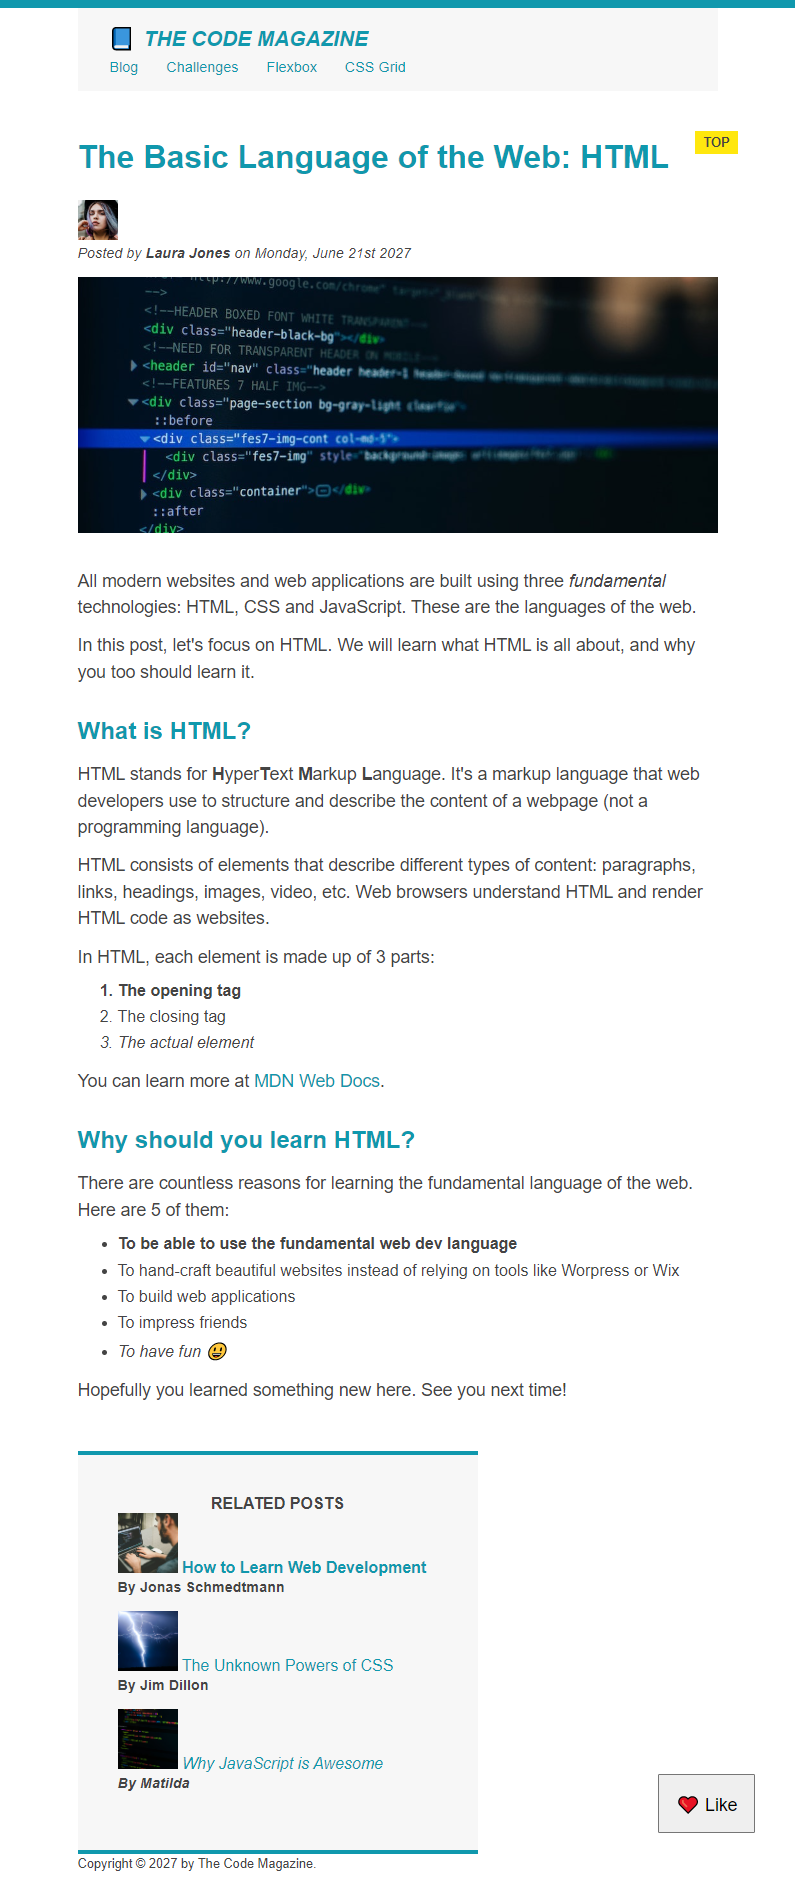 THE CODE MAGAZINE
Blog Challenges Flexbox CSS Grid
TOP
The Basic Language of the Web: HTML
Posted by Laura Jones on Monday, June 21st 2027
http://www.google.com/chrome" target="_blank"
-->
<!--HEADER BOXED FONT WHITE TRANSPARENT-->
<div class="header-black-bg"></div>
<!--NEED FOR TRANSPARENT HEADER ON MOBILE-->
<header id="nav" class="header header-1
<!--FEATURES 7 HALF IMG-->
<div class="page-section bg-gray-light clearfix">
::before
<div class="fes7-img-cont col-md-5">
<div class="fes7-img" style="background-image:
</div>
<div class="container"></div>
::after
</div>
All modern websites and web applications are built using three fundamental
technologies: HTML, CSS and JavaScript. These are the languages of the web.
In this post, let's focus on HTML. We will learn what HTML is all about, and why
you too should learn it.
What is HTML?
HTML stands for HyperText Markup Language. It's a markup language that web
developers use to structure and describe the content of a webpage (not a
programming language).
HTML consists of elements that describe different types of content: paragraphs,
links, headings, images, video, etc. Web browsers understand HTML and render
HTML code as websites.
In HTML, each element is made up of 3 parts:
1. The opening tag
2. The closing tag
3. The actual element
You can learn more at MDN Web Docs.
Why should you learn HTML?
There are countless reasons for learning the fundamental language of the web.
Here are 5 of them:
• To be able to use the fundamental web dev language
• To hand-craft beautiful websites instead of relying on tools like Worpress or Wix
• To build web applications
• To impress friends
• To have fun 😃
Hopefully you learned something new here. See you next time!
RELATED POSTS
How to Learn Web Development
By Jonas Schmedtmann
The Unknown Powers of CSS
By Jim Dillon
Why JavaScript is Awesome
By Matilda
❤️ Like
Copyright © 2027 by The Code Magazine.